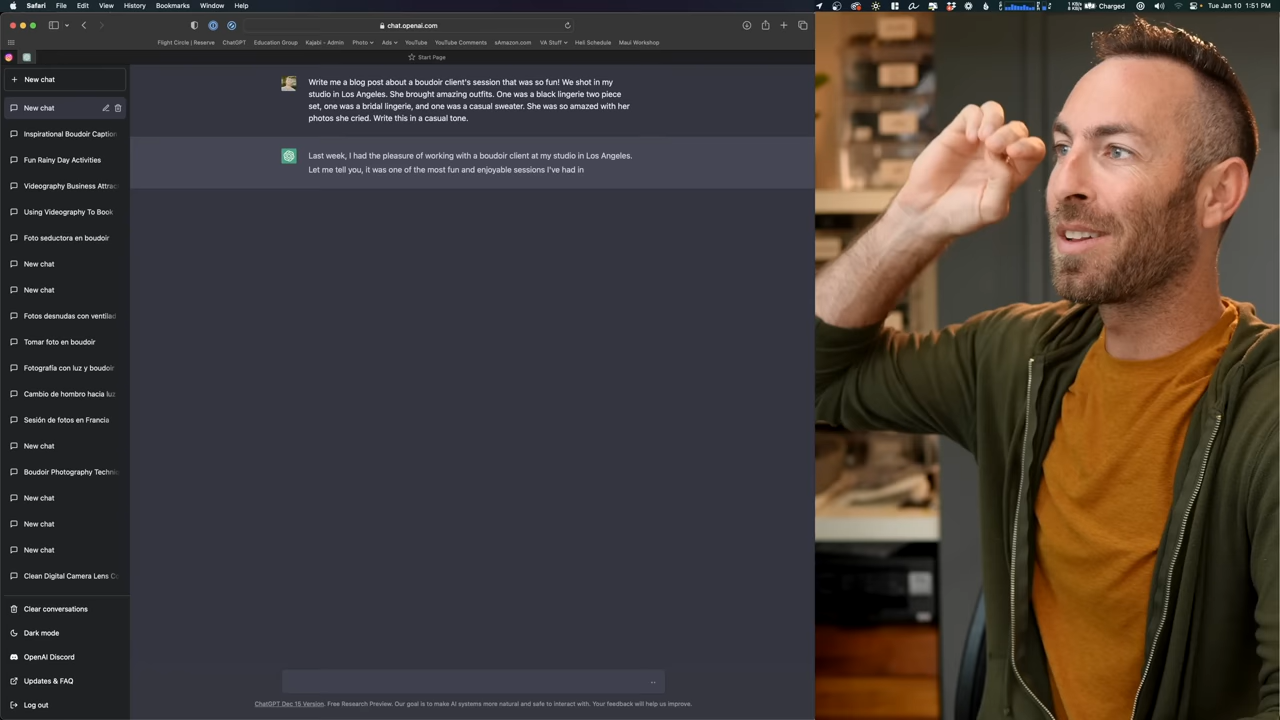 Safari File Edit View History Bookmarks Window Help
1 KB/s
1 KB/s
Charged
Tue Jan 10 1:51 PM
chat.openai.com
Flight Circle | Reserve ChatGPT Education Group Kajabi - Admin Photo Ads YouTube YouTube Comments sAmazon.com VA Stuff Heli Schedule Maui Workshop
Start Page
New chat
New chat
Inspirational Boudoir Caption
Fun Rainy Day Activities
Videography Business Attrac
Using Videography To Book
Foto seductora en boudoir
New chat
New chat
Fotos desnudas con ventilad
Tomar foto en boudoir
Fotografía con luz y boudoir
Cambio de hombro hacia luz
Sesión de fotos en Francia
New chat
Boudoir Photography Techni
New chat
New chat
New chat
Clean Digital Camera Lens Co
Clear conversations
Dark mode
OpenAI Discord
Updates & FAQ
Log out
Write me a blog post about a boudoir client's session that was so fun! We shot in my
studio in Los Angeles. She brought amazing outfits. One was a black lingerie two piece
set, one was a bridal lingerie, and one was a casual sweater. She was so amazed with her
photos she cried. Write this in a casual tone.
Last week, I had the pleasure of working with a boudoir client at my studio in Los Angeles.
Let me tell you, it was one of the most fun and enjoyable sessions I've had in
ChatGPT Dec 15 Version. Free Research Preview. Our goal is to make AI systems more natural and safe to interact with. Your feedback will help us improve.